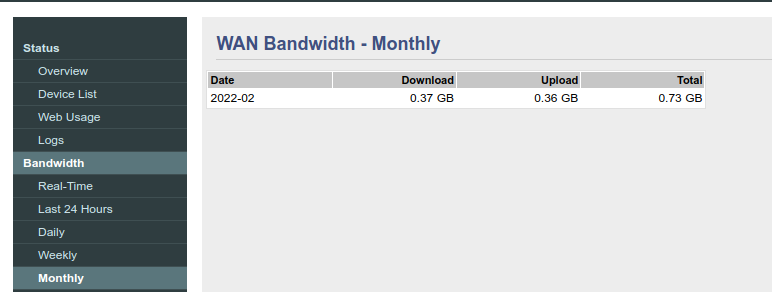 Status
Overview
Device List
Web Usage
Logs
Bandwidth
Real-Time
Last 24 Hours
Daily
Weekly
Monthly
WAN Bandwidth - Monthly
Date Download Upload Total
2022-02 0.37 GB 0.36 GB 0.73 GB